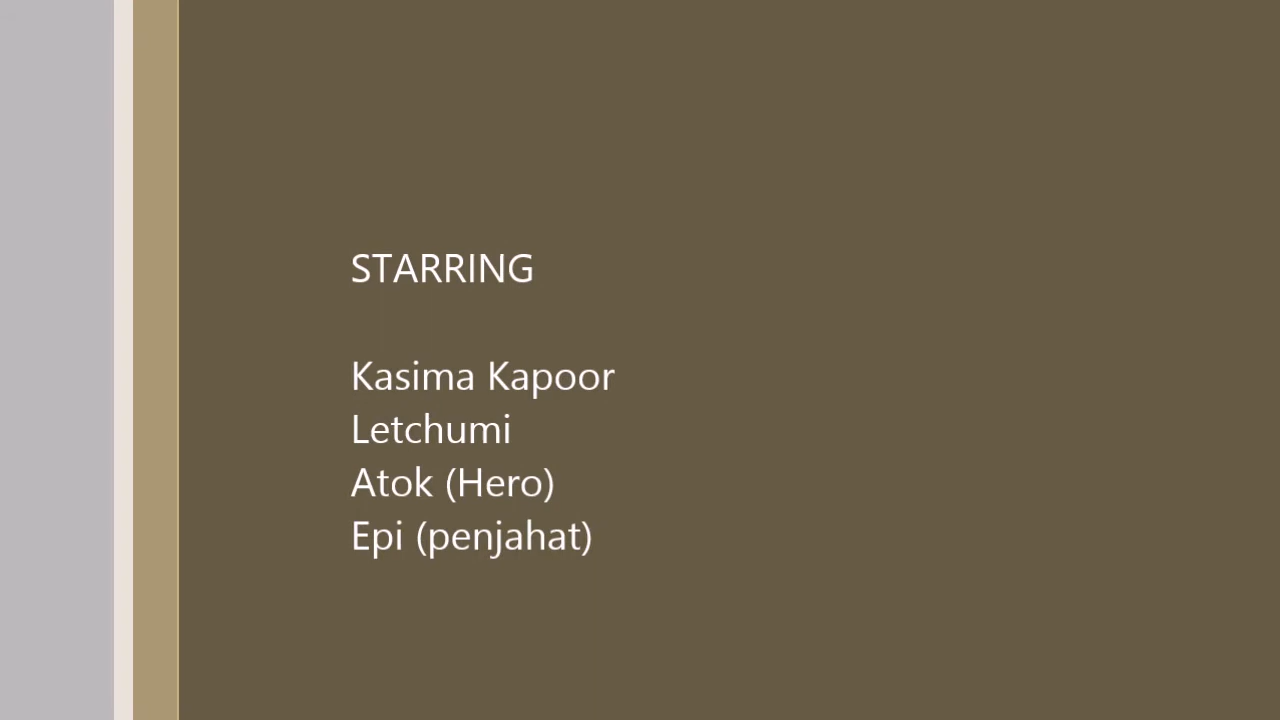 STARRING
Kasima Kapoor
Letchumi
Atok (Hero)
Epi (penjahat)